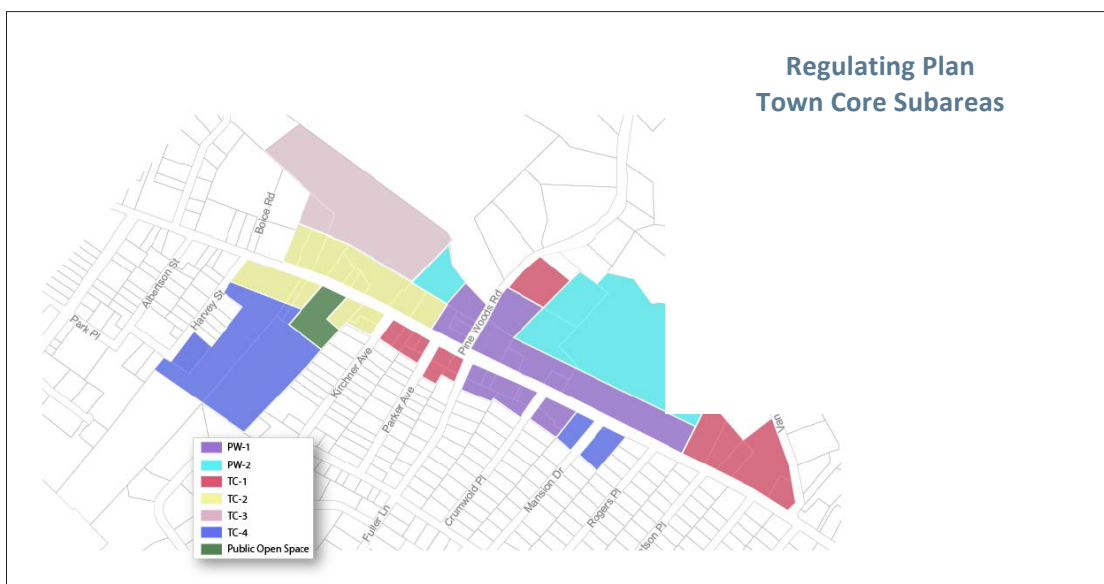 Regulating Plan
Town Core Subareas
Boice Rd
Albertson St
Harvey St
Park Pl
Pine Woods Rd
Kirchner Ave
Parker Ave
Fuller Ln
Crumwold Pl
Mansion Dr
Rogers Pl
Van
PW-1
PW-2
TC-1
TC-2
TC-3
TC-4
Public Open Space